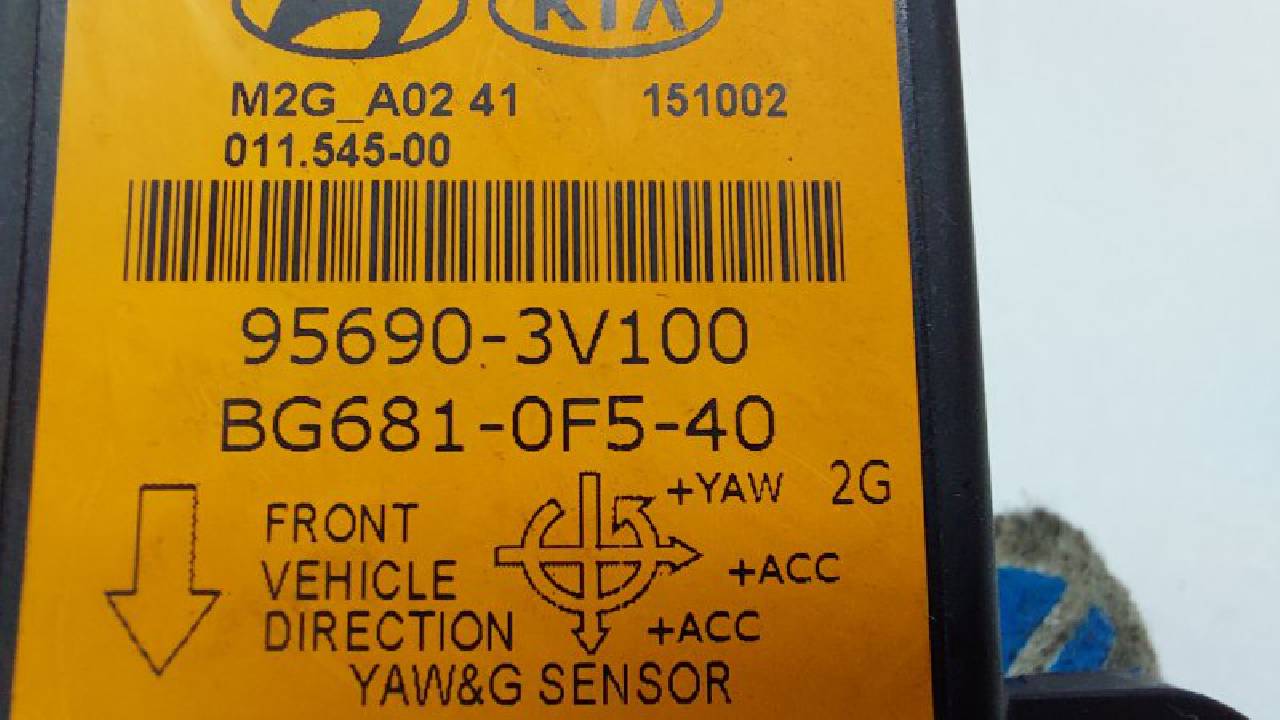 KIA
M2G_A02 41 151002
011.545-00
95690-3V100
BG681-0F5-40
+YAW 2G
FRONT
VEHICLE
DIRECTION
+ACC
+ACC
YAW&G SENSOR